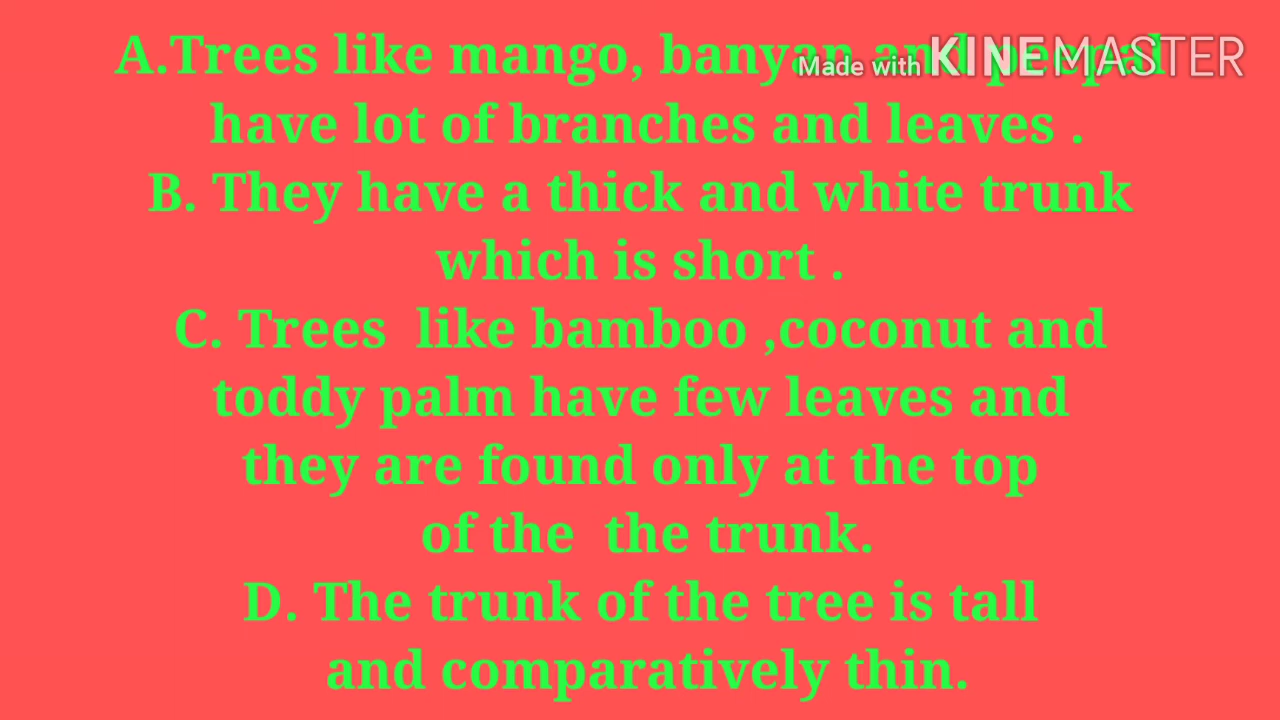 A.Trees like mango, banyan and peepal
Made with KINEMASTER
have lot of branches and leaves .
B. They have a thick and white trunk
which is short .
C. Trees  like bamboo ,coconut and
toddy palm have few leaves and
they are found only at the top
of the  the trunk.
D. The trunk of the tree is tall
and comparatively thin.